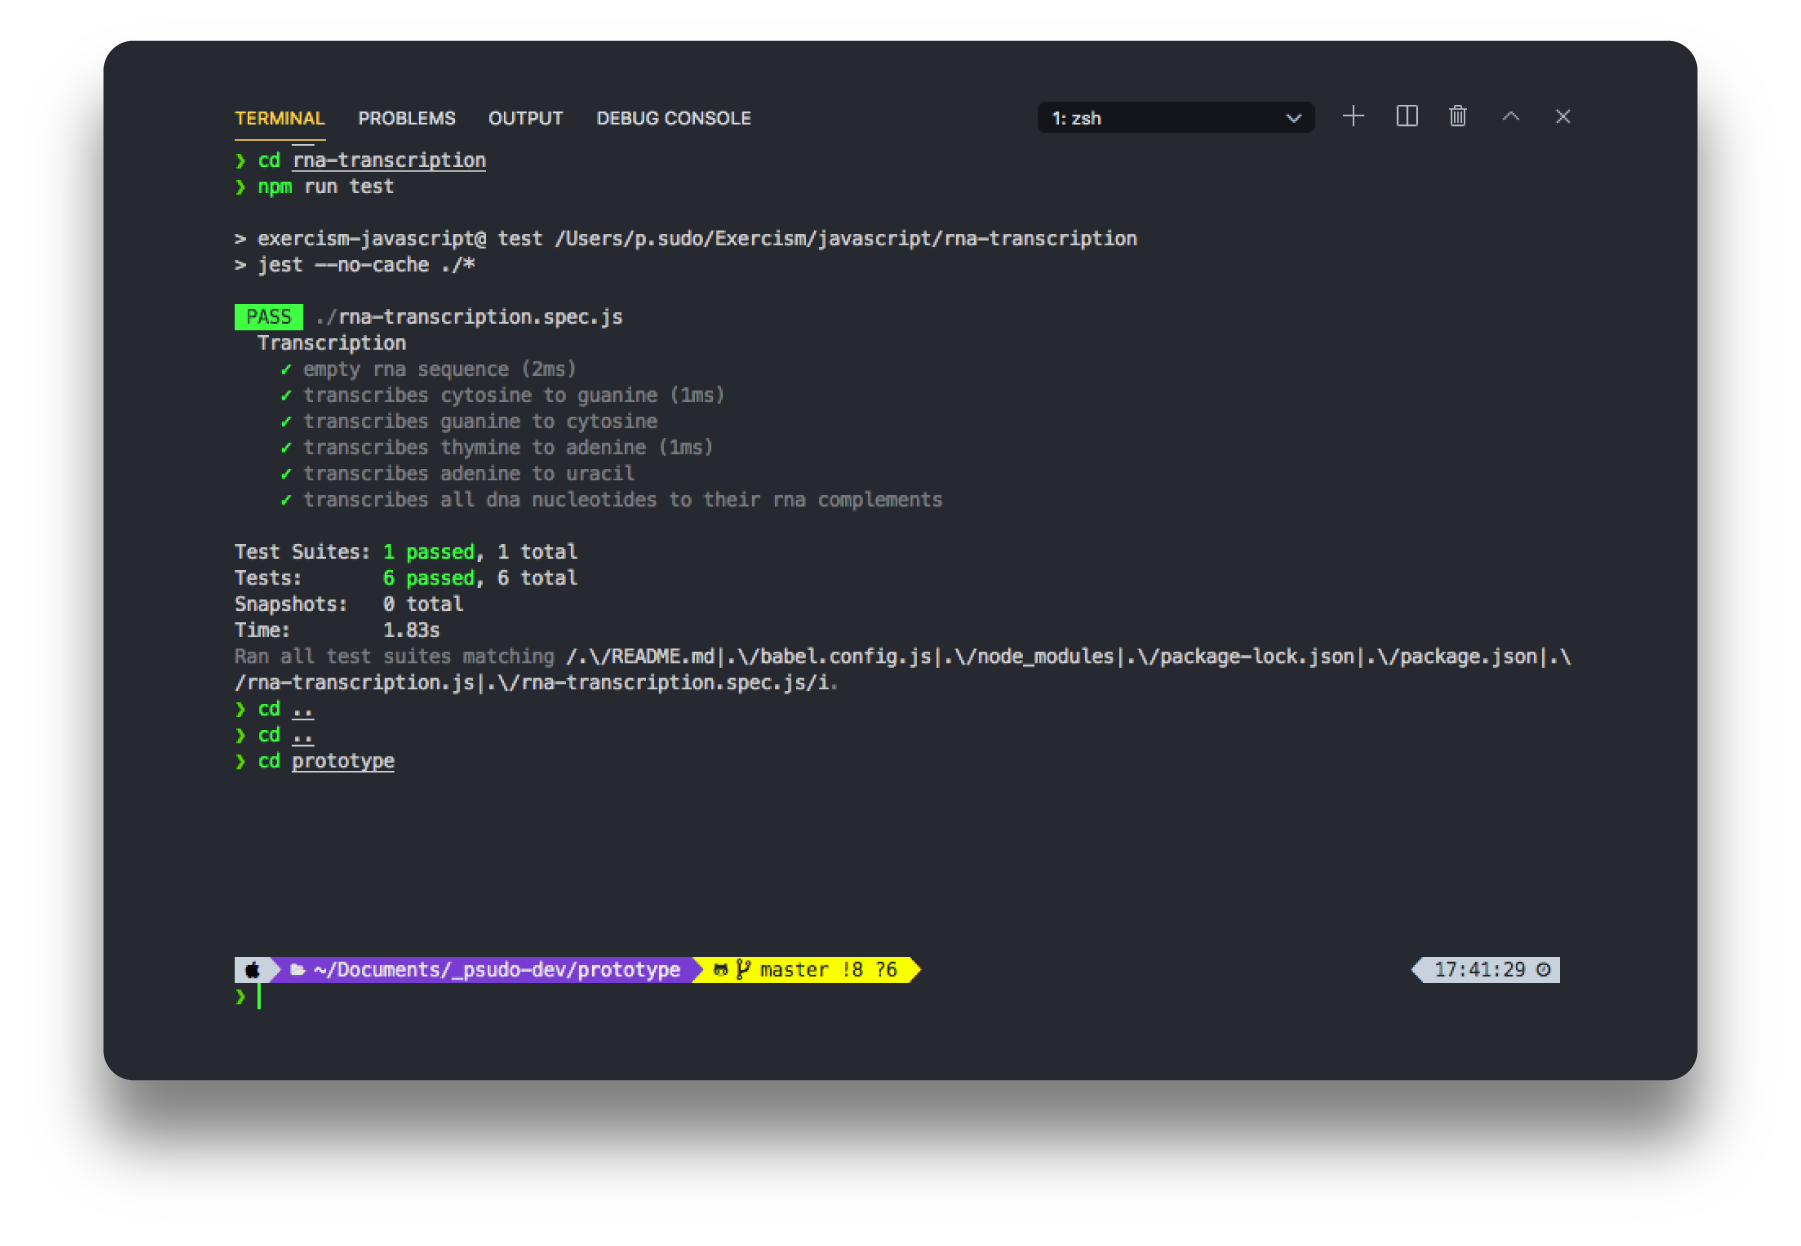 TERMINAL PROBLEMS OUTPUT DEBUG CONSOLE 1: zsh
❯ cd rna-transcription
❯ npm run test
> exercism-javascript@ test /Users/p.sudo/Exercism/javascript/rna-transcription
> jest --no-cache ./*
PASS ./rna-transcription.spec.js
Transcription
✓ empty rna sequence (2ms)
✓ transcribes cytosine to guanine (1ms)
✓ transcribes guanine to cytosine
✓ transcribes thymine to adenine (1ms)
✓ transcribes adenine to uracil
✓ transcribes all dna nucleotides to their rna complements
Test Suites: 1 passed, 1 total
Tests: 6 passed, 6 total
Snapshots: 0 total
Time: 1.83s
Ran all test suites matching /.\/README.md|.\/babel.config.js|.\/node_modules|.\/package-lock.json|.\/package.json|.\
/rna-transcription.js|.\/rna-transcription.spec.js/i.
❯ cd ..
❯ cd ..
❯ cd prototype
~/Documents/_psudo-dev/prototype master !8 ?6 17:41:29
❯